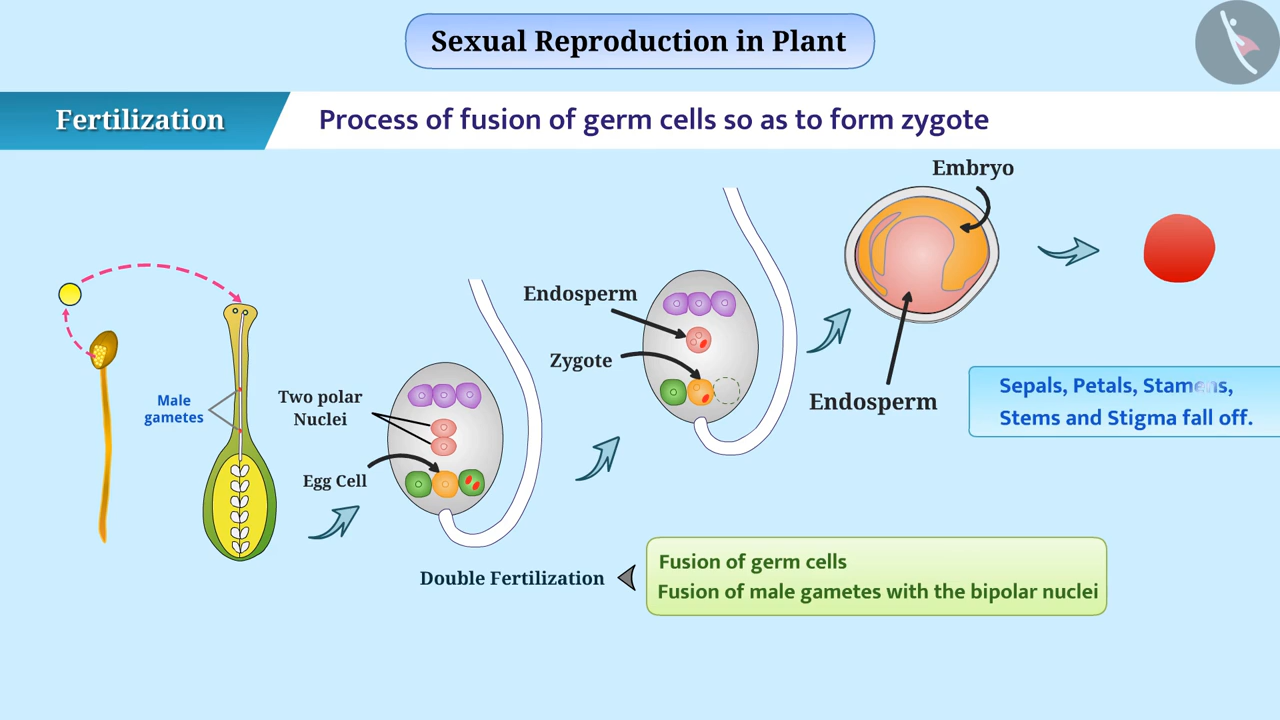 Sexual Reproduction in Plant
Fertilization
Process of fusion of germ cells so as to form zygote
Embryo
Endosperm
Zygote
Male
gametes
Two polar
Nuclei
Egg Cell
Endosperm
Sepals, Petals, Stamens,
Stems and Stigma fall off.
Double Fertilization
Fusion of germ cells
Fusion of male gametes with the bipolar nuclei